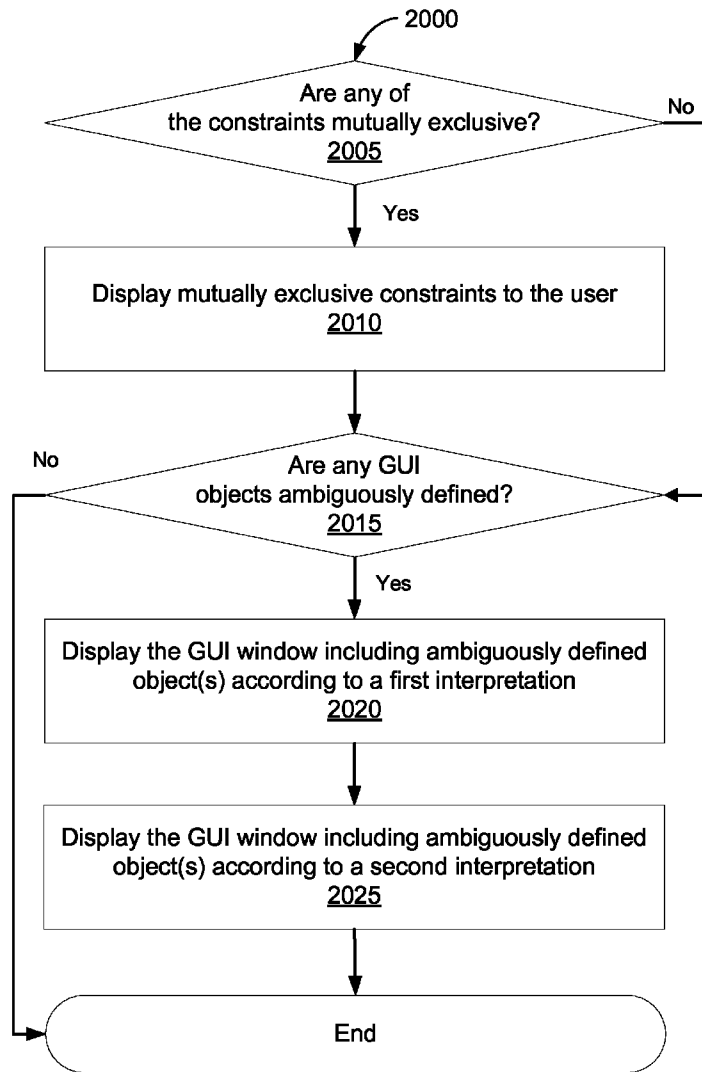 2000
Are any of
the constraints mutually exclusive?
2005
No
Yes
Display mutually exclusive constraints to the user
2010
No
Are any GUI
objects ambiguously defined?
2015
Yes
Display the GUI window including ambiguously defined
object(s) according to a first interpretation
2020
Display the GUI window including ambiguously defined
object(s) according to a second interpretation
2025
End